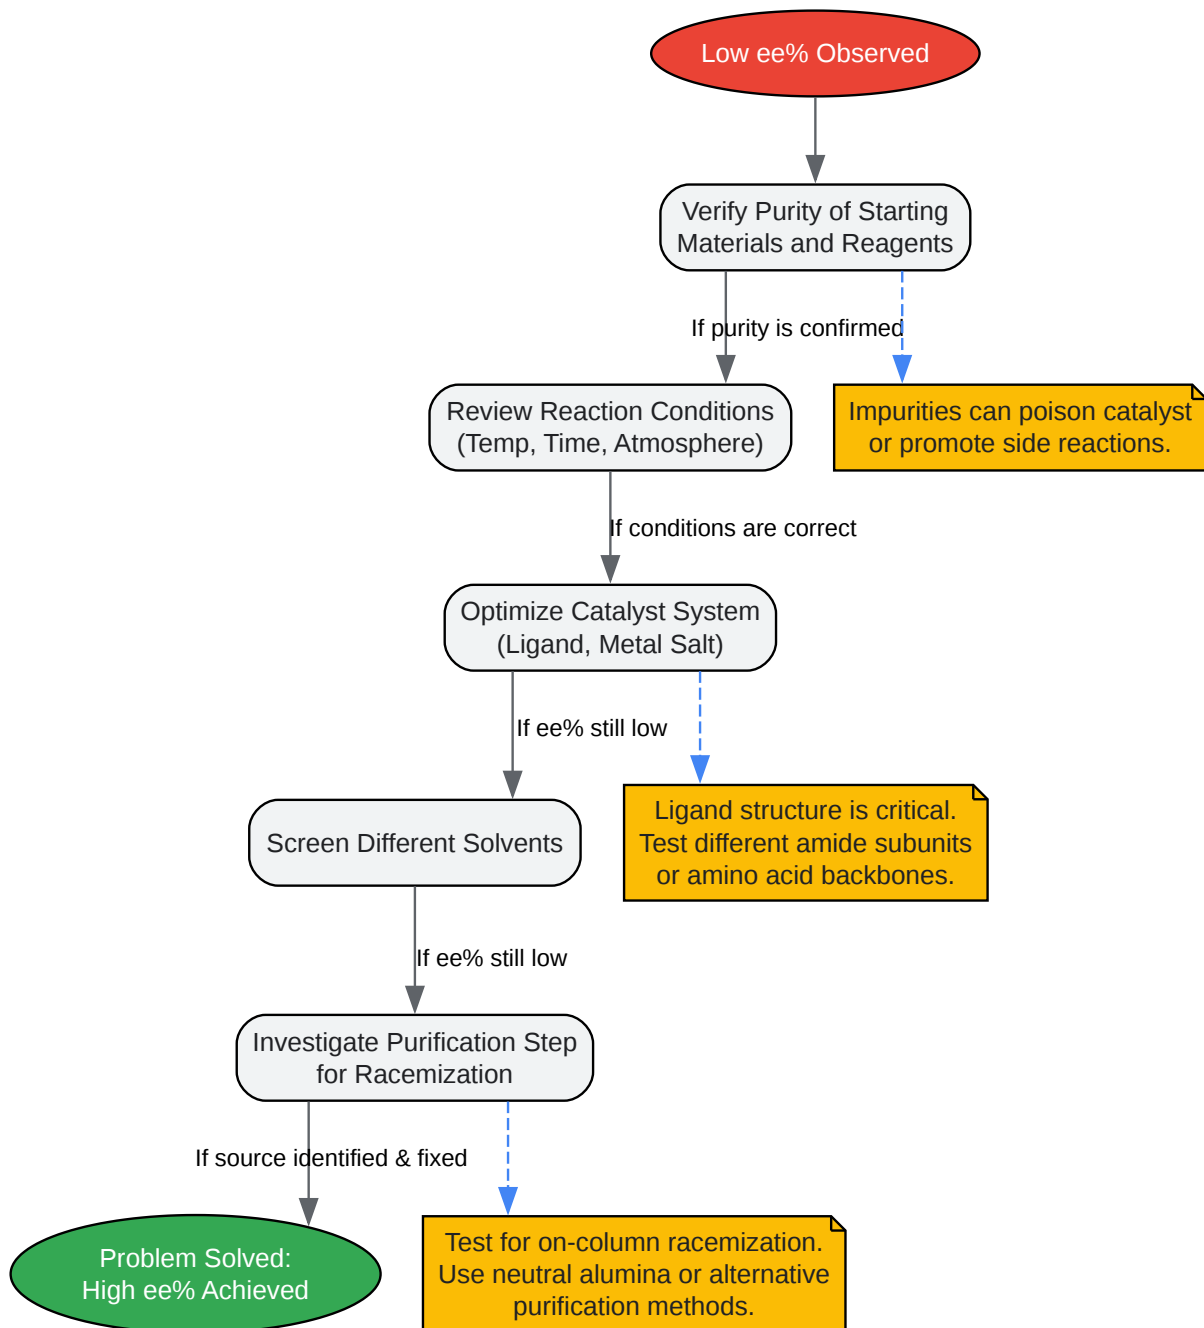 Low ee% Observed
Verify Purity of Starting
Materials and Reagents
If purity is confirmed
Review Reaction Conditions
(Temp, Time, Atmosphere)
Impurities can poison catalyst
or promote side reactions.
If conditions are correct
Optimize Catalyst System
(Ligand, Metal Salt)
If ee% still low
Screen Different Solvents
Ligand structure is critical.
Test different amide subunits
or amino acid backbones.
If ee% still low
Investigate Purification Step
for Racemization
If source identified & fixed
Problem Solved:
High ee% Achieved
Test for on-column racemization.
Use neutral alumina or alternative
purification methods.